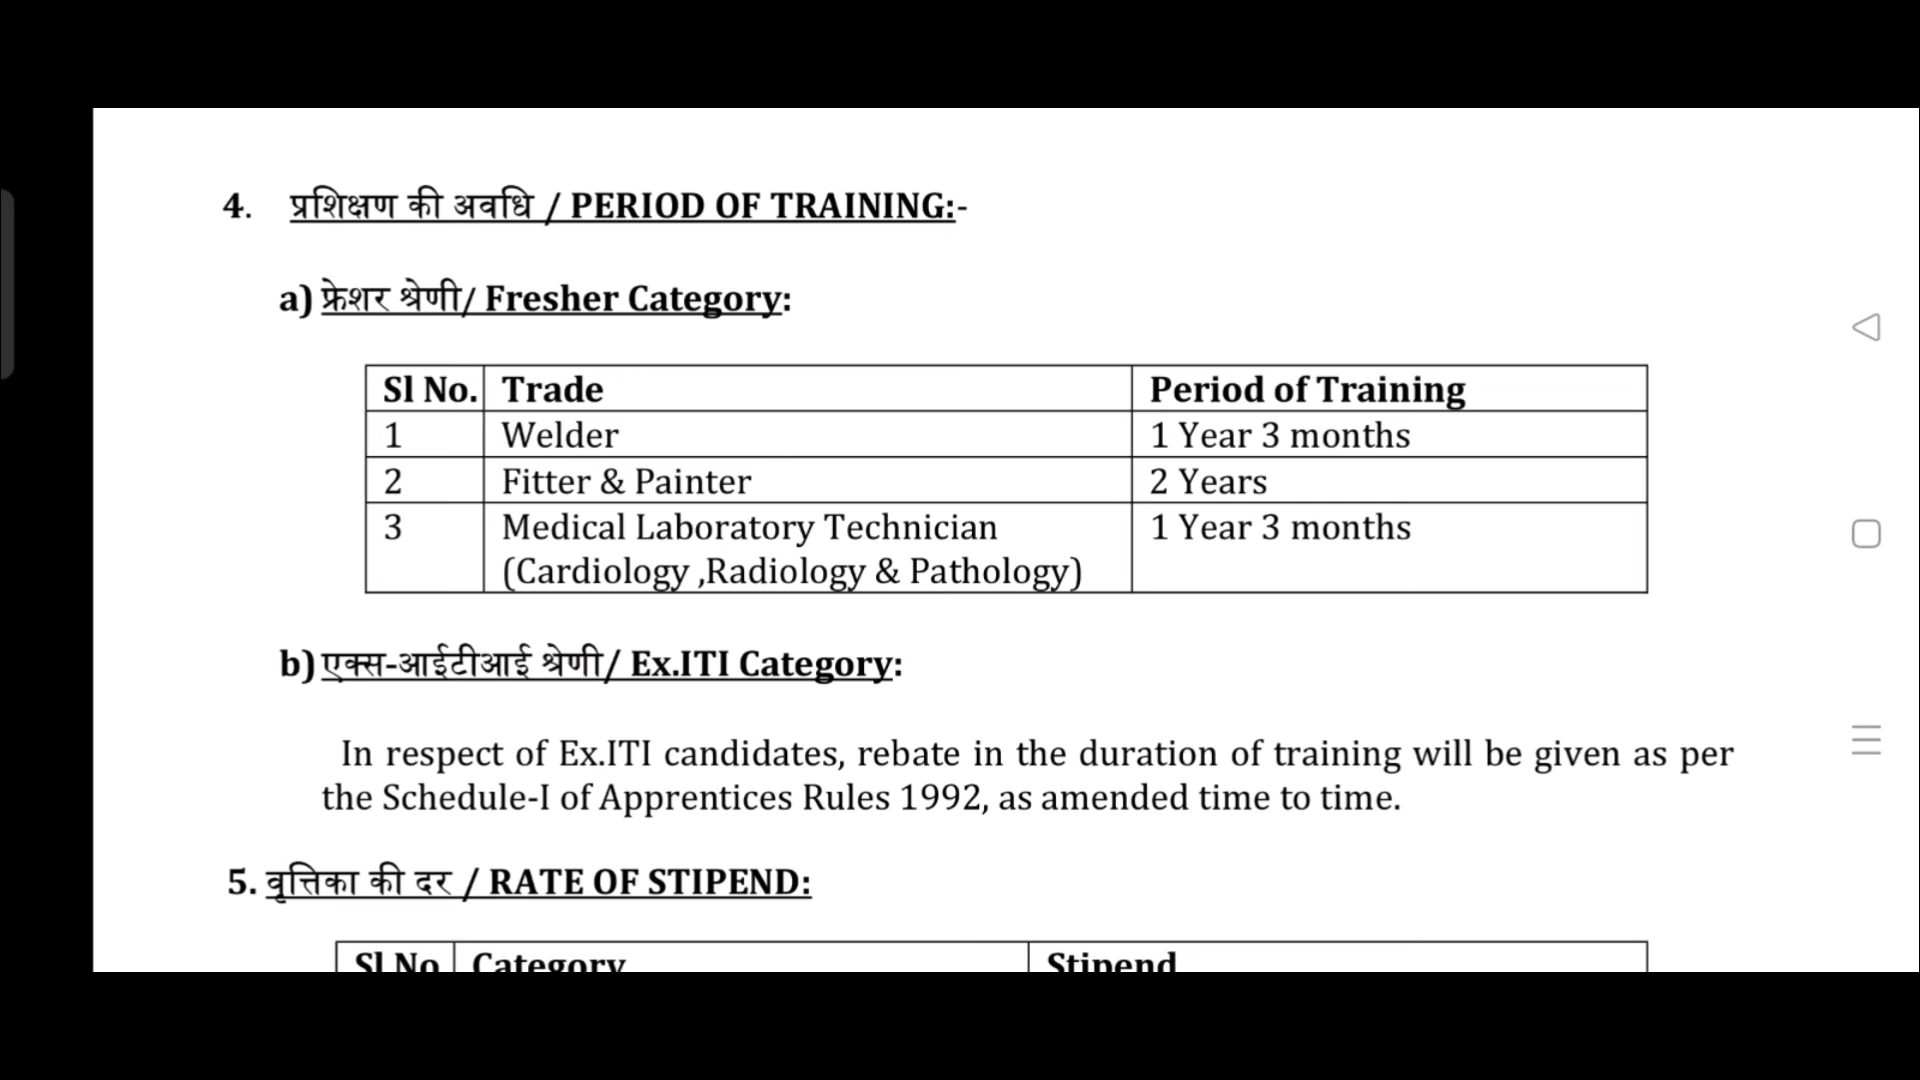 4. प्रशिक्षण की अवधि / PERIOD OF TRAINING:-
a) फ्रेशर श्रेणी/ Fresher Category:
Sl No. Trade Period of Training
1 Welder 1 Year 3 months
2 Fitter & Painter 2 Years
3 Medical Laboratory Technician 1 Year 3 months
(Cardiology ,Radiology & Pathology)
b) एक्स-आईटीआई श्रेणी/ Ex.ITI Category:
In respect of Ex.ITI candidates, rebate in the duration of training will be given as per
the Schedule-I of Apprentices Rules 1992, as amended time to time.
5. वृत्तिका की दर / RATE OF STIPEND:
Sl No Category Stipend